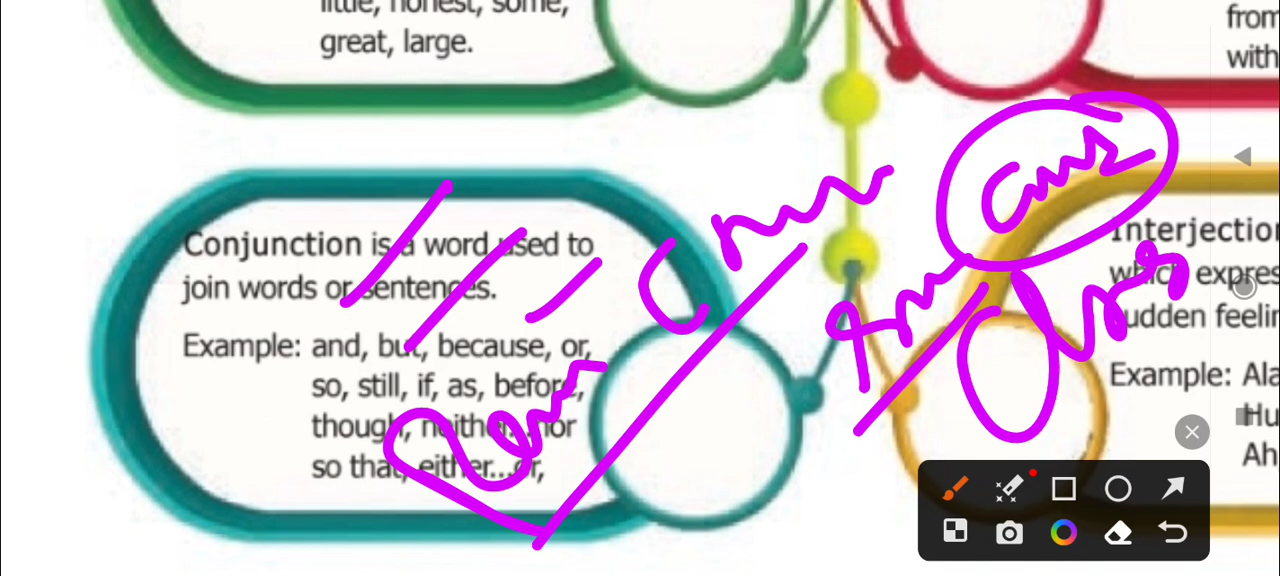 little, honest, some,
great, large.
from
with
Conjunction is a word used to
join words or sentences.
Example: and, but, because, or,
so, still, if, as, before,
though, neither...nor
so that, either...or,
Interjection
which expres
sudden feelin
Example: Ala
Hu
Ah